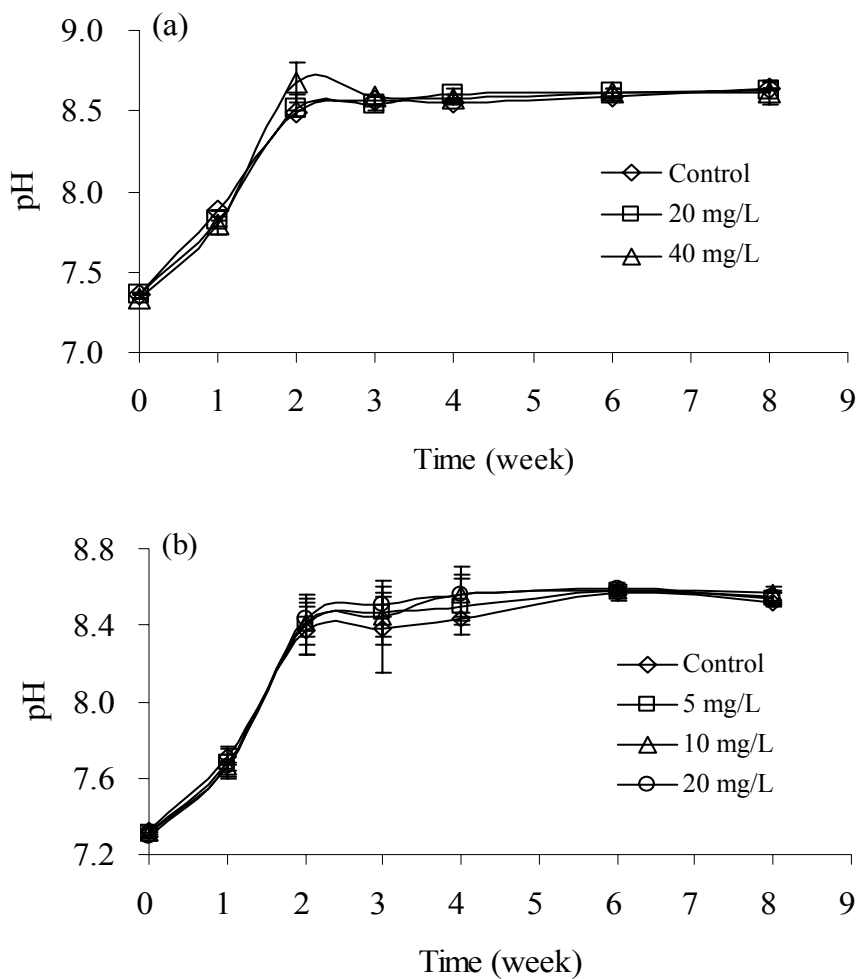 (a)
9.0
8.5
8.0
7.5
7.0
pH
Control
20 mg/L
40 mg/L
0 1 2 3 4 5 6 7 8 9
Time (week)
(b)
8.8
8.4
8.0
7.6
7.2
pH
Control
5 mg/L
10 mg/L
20 mg/L
0 1 2 3 4 5 6 7 8 9
Time (week)